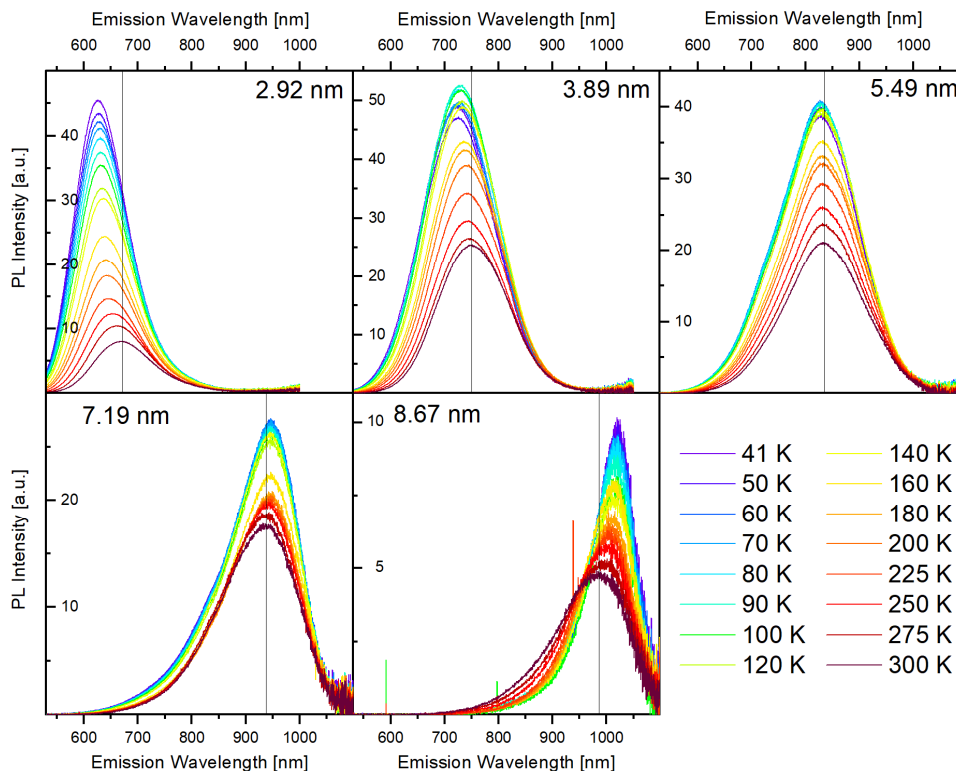 Emission Wavelength [nm] Emission Wavelength [nm] Emission Wavelength [nm]
600 700 800 900 1000 600 700 800 900 1000 600 700 800 900 1000
2.92 nm
3.89 nm
5.49 nm
PL Intensity [a.u.]
40
30
20
10
50
40
30
20
10
40
30
20
10
7.19 nm
8.67 nm
PL Intensity [a.u.]
20
10
10
5
41 K 140 K
50 K 160 K
60 K 180 K
70 K 200 K
80 K 225 K
90 K 250 K
100 K 275 K
120 K 300 K
600 700 800 900 1000 600 700 800 900 1000
Emission Wavelength [nm] Emission Wavelength [nm]